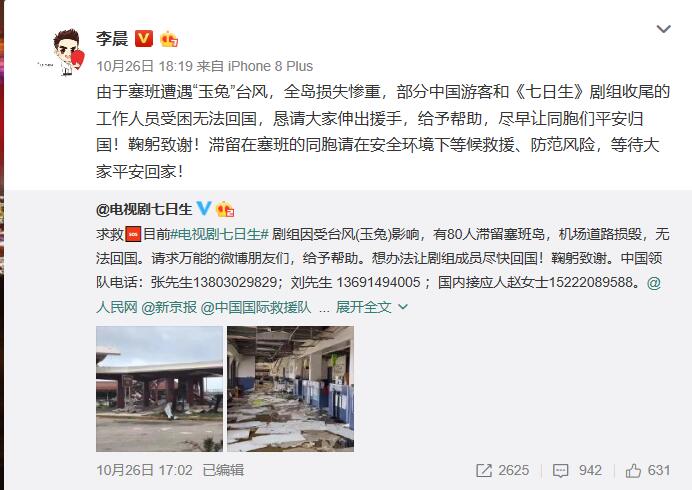 李晨
10月26日 18:19 来自 iPhone 8 Plus
由于塞班遭遇“玉兔”台风，全岛损失惨重，部分中国游客和《七日生》剧组收尾的
工作人员受困无法回国，恳请大家伸出援手，给予帮助，尽早让同胞们平安归
国！鞠躬致谢！滞留在塞班的同胞请在安全环境下等候救援、防范风险，等待大
家平安回家！
@电视剧七日生
求救SOS目前#电视剧七日生# 剧组因受台风(玉兔)影响，有80人滞留塞班岛，机场道路损毁，无
法回国。请求万能的微博朋友们，给予帮助。想办法让剧组成员尽快回国！鞠躬致谢。中国领
队电话：张先生13803029829；刘先生 13691494005 ；国内接应人赵女士15222089588。@
人民网 @新京报 @中国国际救援队 ... 展开全文
10月26日 17:02 已编辑
2625 942 631